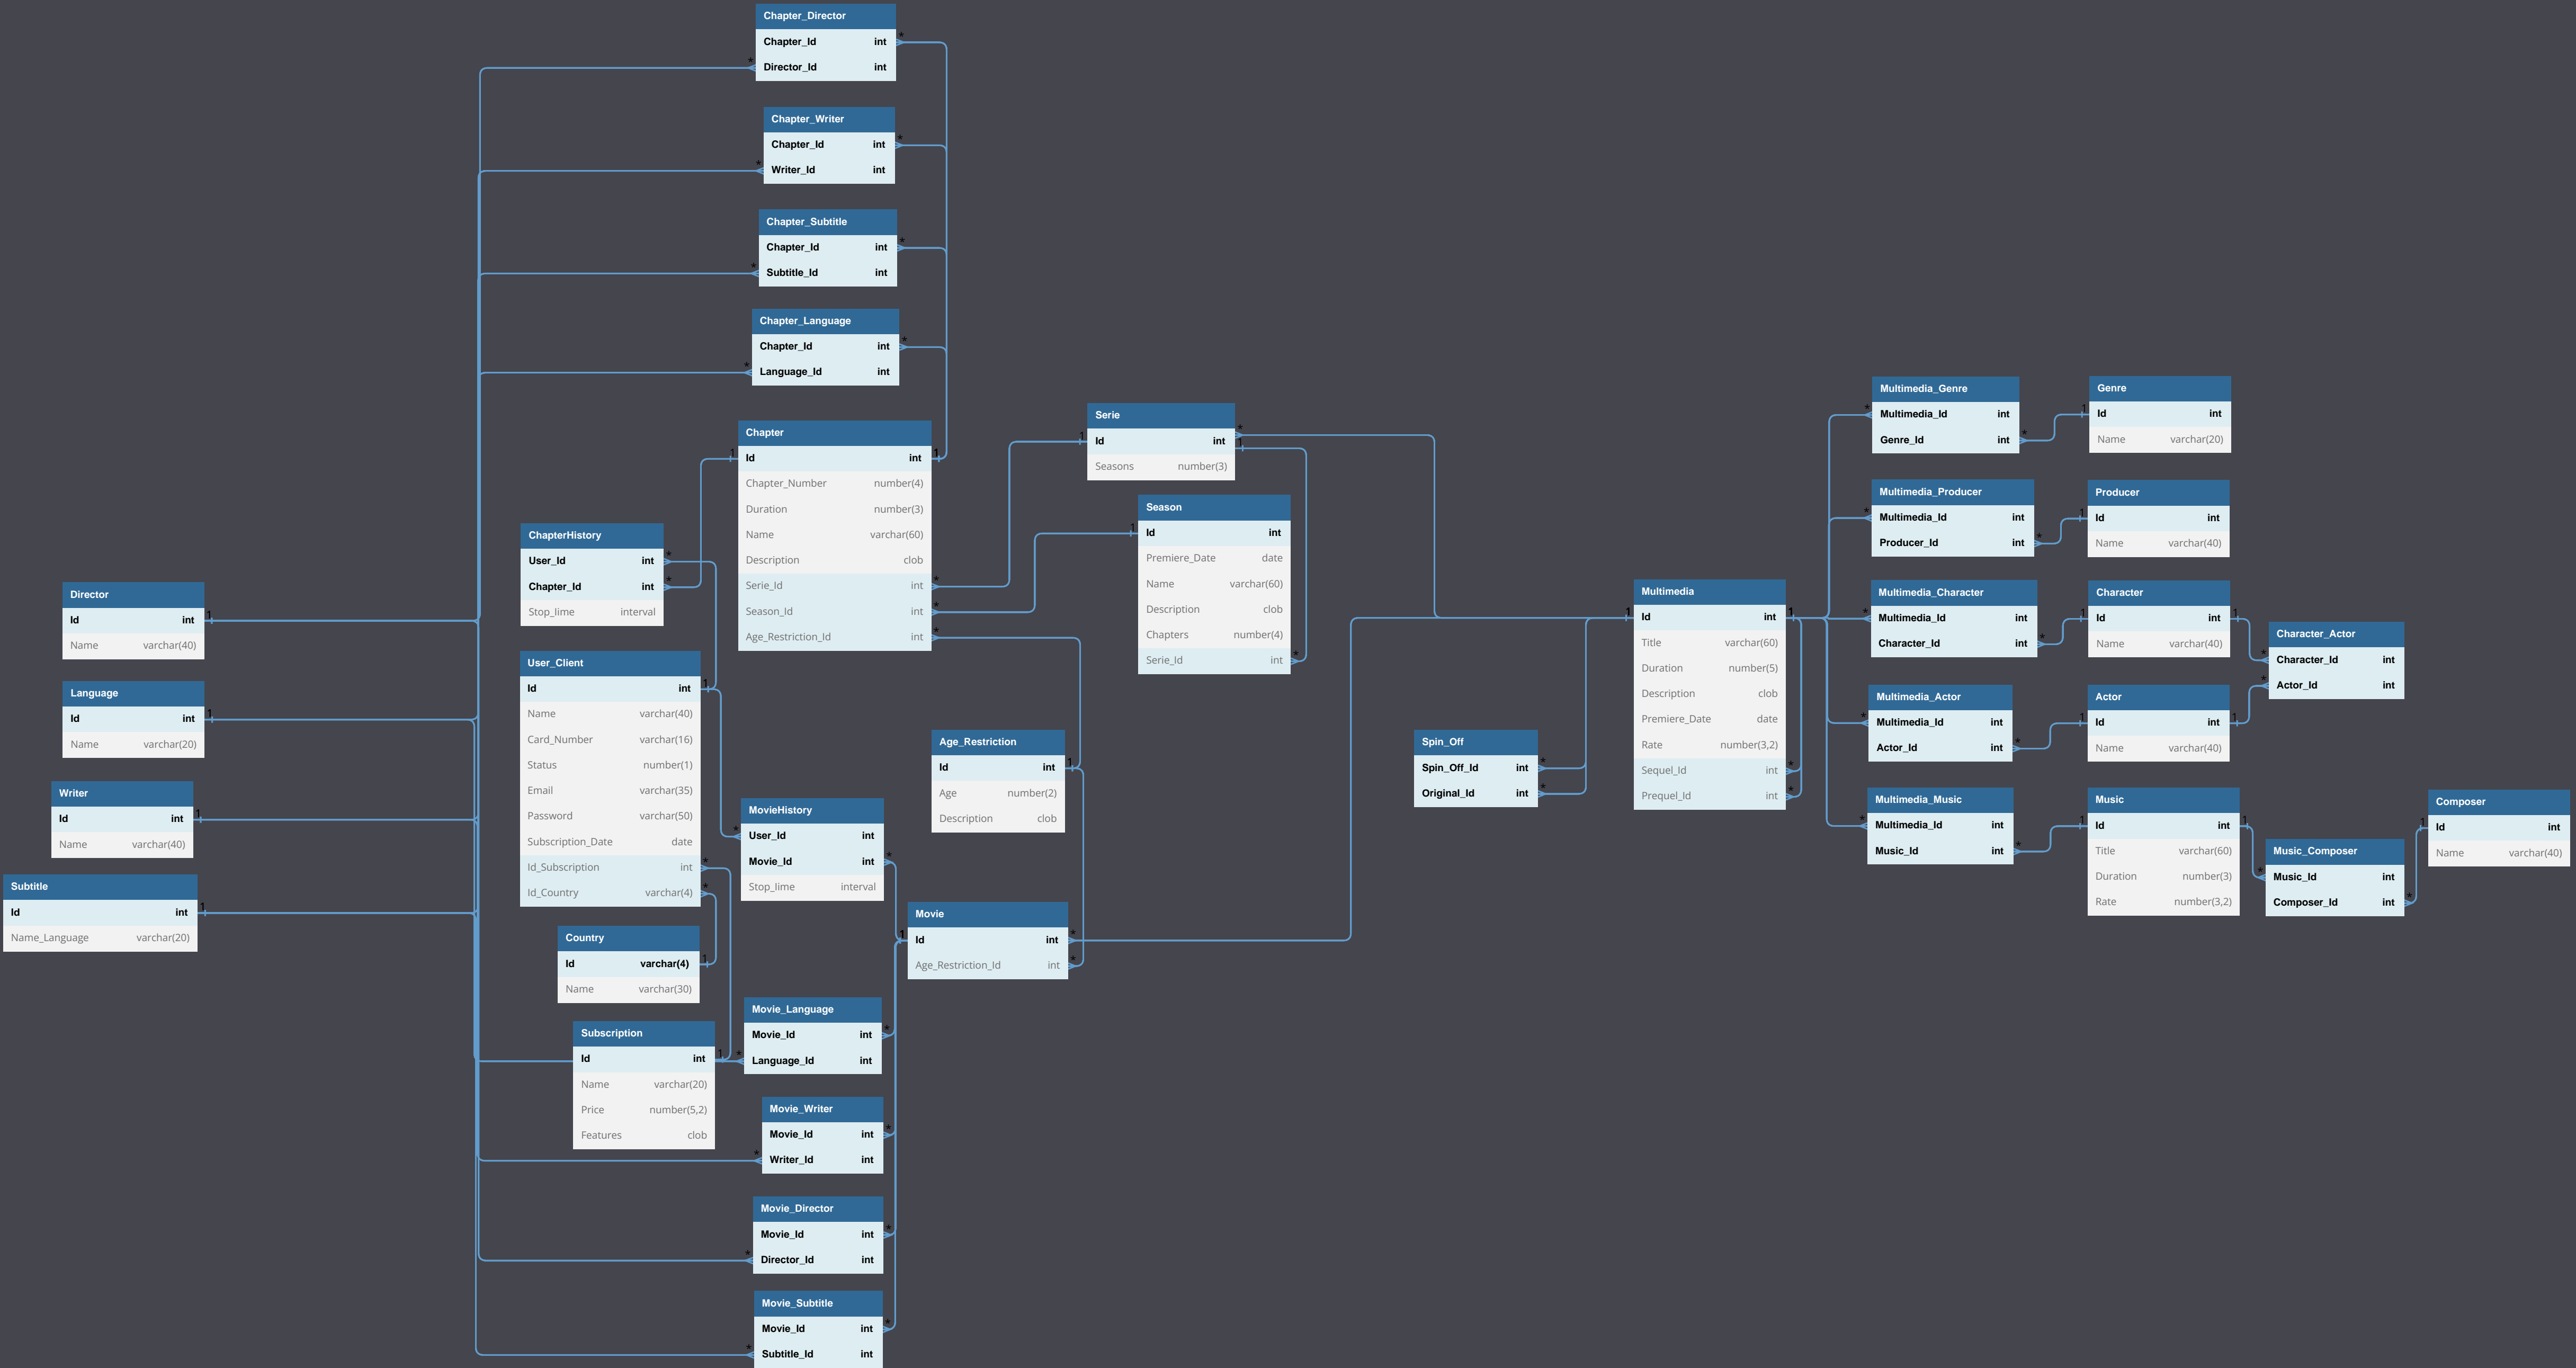 Chapter_Director
Chapter_Id int
Director_Id int
Chapter_Writer
Chapter_Id int
Writer_Id int
Chapter_Subtitle
Chapter_Id int
Subtitle_Id int
Chapter_Language
Chapter_Id int
Language_Id int
Chapter
Id int
Chapter_Number number(4)
Duration number(3)
Name varchar(60)
Description clob
Serie_Id int
Season_Id int
Age_Restriction_Id int
Serie
Id int
Seasons number(3)
Season
Id int
Premiere_Date date
Name varchar(60)
Description clob
Chapters number(4)
Serie_Id int
ChapterHistory
User_Id int
Chapter_Id int
Stop_lime interval
Director
Id int
Name varchar(40)
Language
Id int
Name varchar(20)
Writer
Id int
Name varchar(40)
Subtitle
Id int
Name_Language varchar(20)
User_Client
Id int
Name varchar(40)
Card_Number varchar(16)
Status number(1)
Email varchar(35)
Password varchar(50)
Subscription_Date date
Id_Subscription int
Id_Country varchar(4)
Country
Id varchar(4)
Name varchar(30)
Subscription
Id int
Name varchar(20)
Price number(5,2)
Features clob
MovieHistory
User_Id int
Movie_Id int
Stop_lime interval
Age_Restriction
Id int
Age number(2)
Description clob
Movie
Id int
Age_Restriction_Id int
Movie_Language
Movie_Id int
Language_Id int
Movie_Writer
Movie_Id int
Writer_Id int
Movie_Director
Movie_Id int
Director_Id int
Movie_Subtitle
Movie_Id int
Subtitle_Id int
Spin_Off
Spin_Off_Id int
Original_Id int
Multimedia
Id int
Title varchar(60)
Duration number(5)
Description clob
Premiere_Date date
Rate number(3,2)
Sequel_Id int
Prequel_Id int
Multimedia_Genre
Multimedia_Id int
Genre_Id int
Genre
Id int
Name varchar(20)
Multimedia_Producer
Multimedia_Id int
Producer_Id int
Producer
Id int
Name varchar(40)
Multimedia_Character
Multimedia_Id int
Character_Id int
Character
Id int
Name varchar(40)
Character_Actor
Character_Id int
Actor_Id int
Multimedia_Actor
Multimedia_Id int
Actor_Id int
Actor
Id int
Name varchar(40)
Multimedia_Music
Multimedia_Id int
Music_Id int
Music
Id int
Title varchar(60)
Duration number(3)
Rate number(3,2)
Music_Composer
Music_Id int
Composer_Id int
Composer
Id int
Name varchar(40)